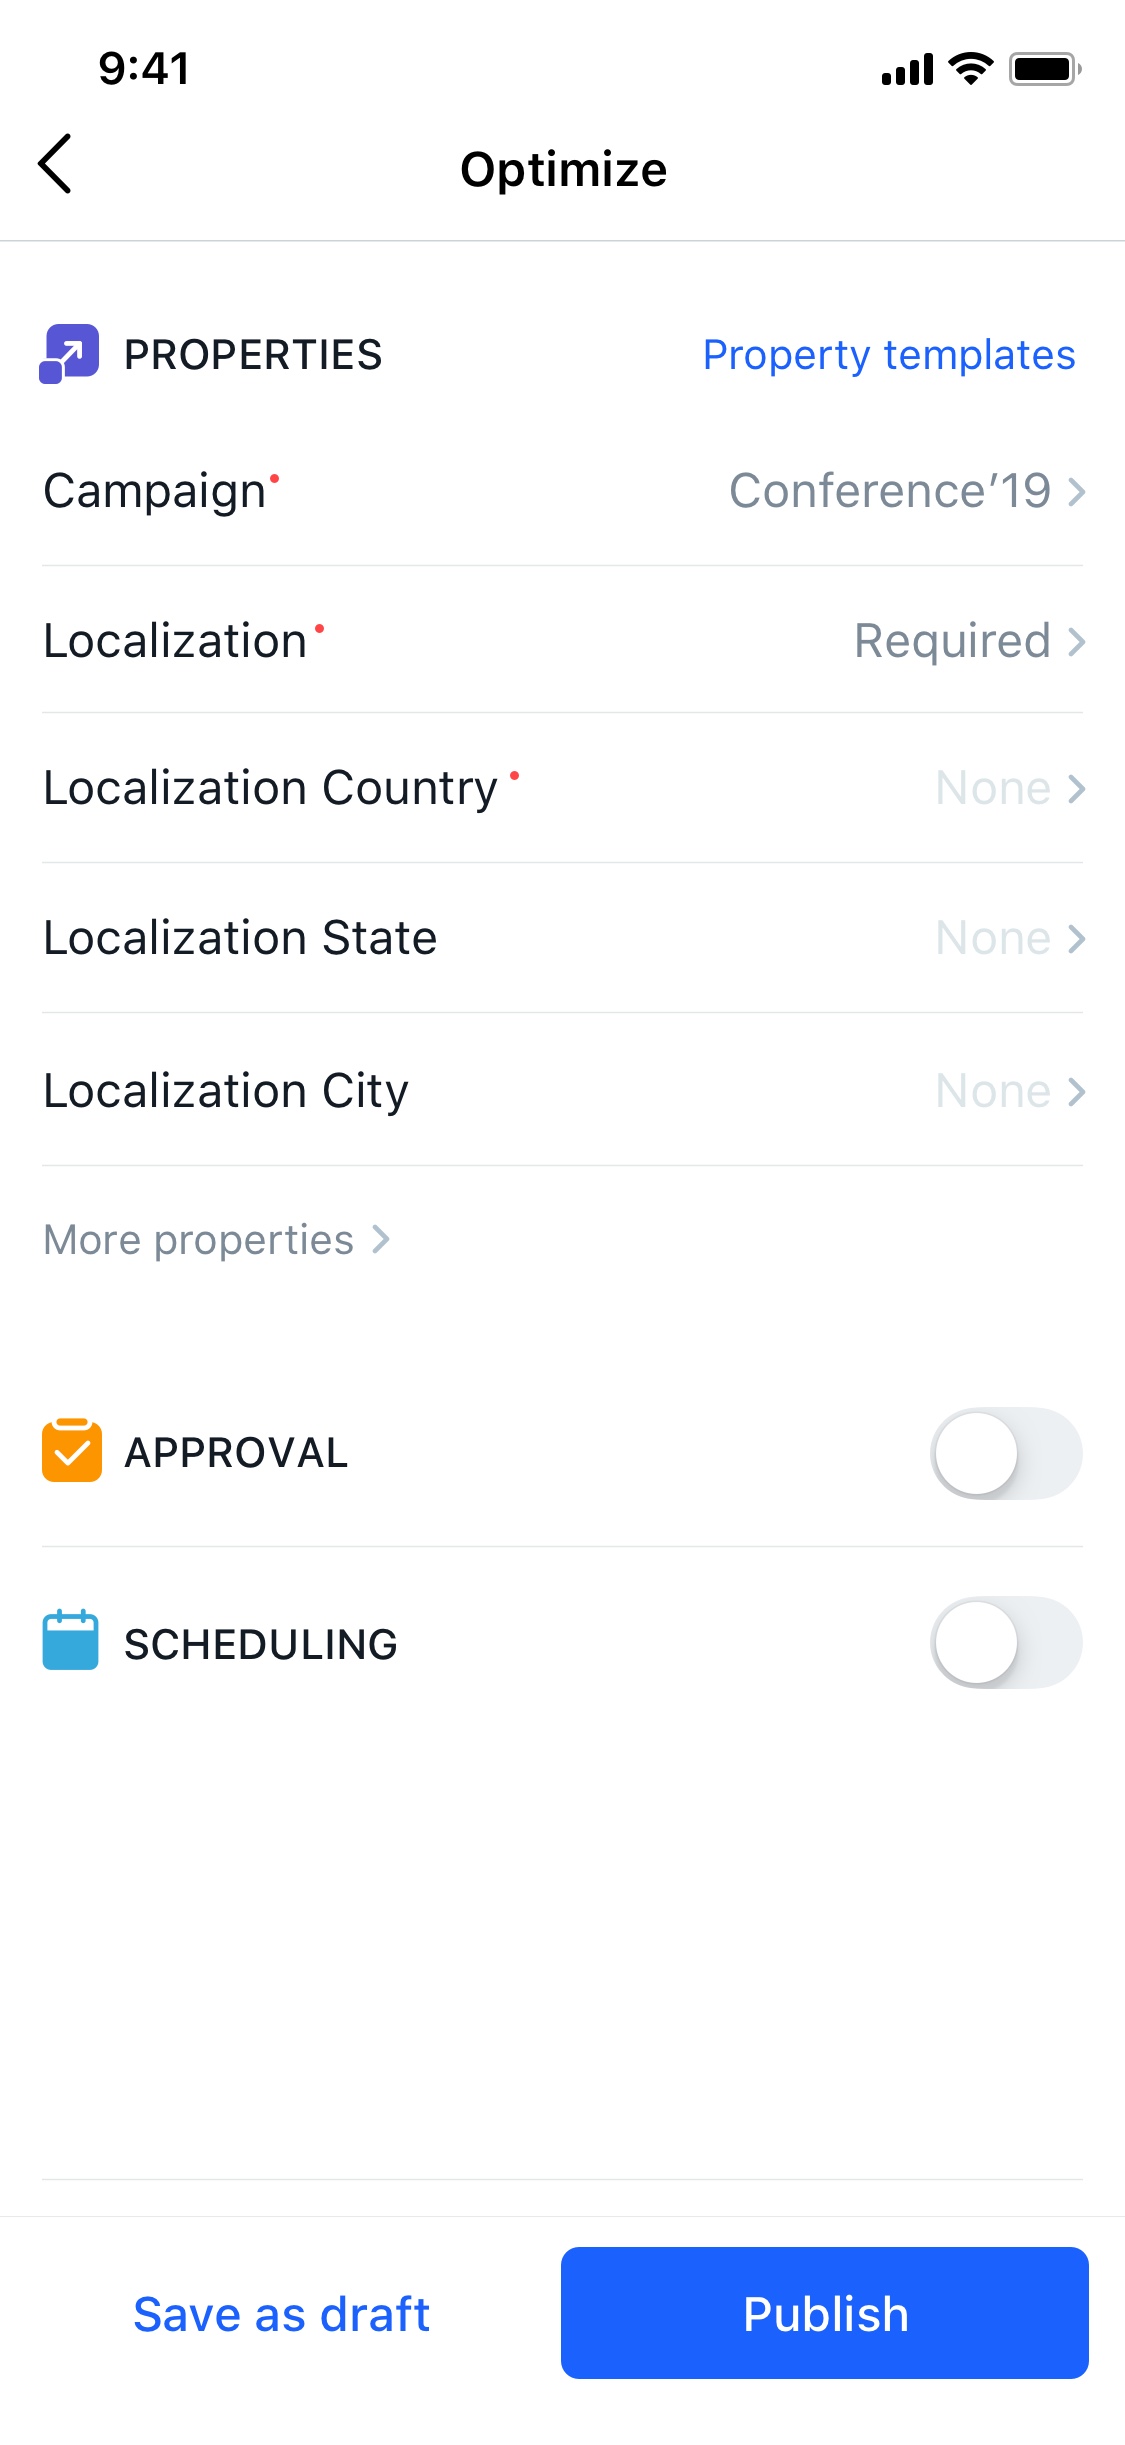 9:41
Optimize
PROPERTIES
Property templates
Campaign
Conference’19
Localization
Required
Localization Country
None
Localization State
None
Localization City
None
More properties
APPROVAL
SCHEDULING
Save as draft
Publish